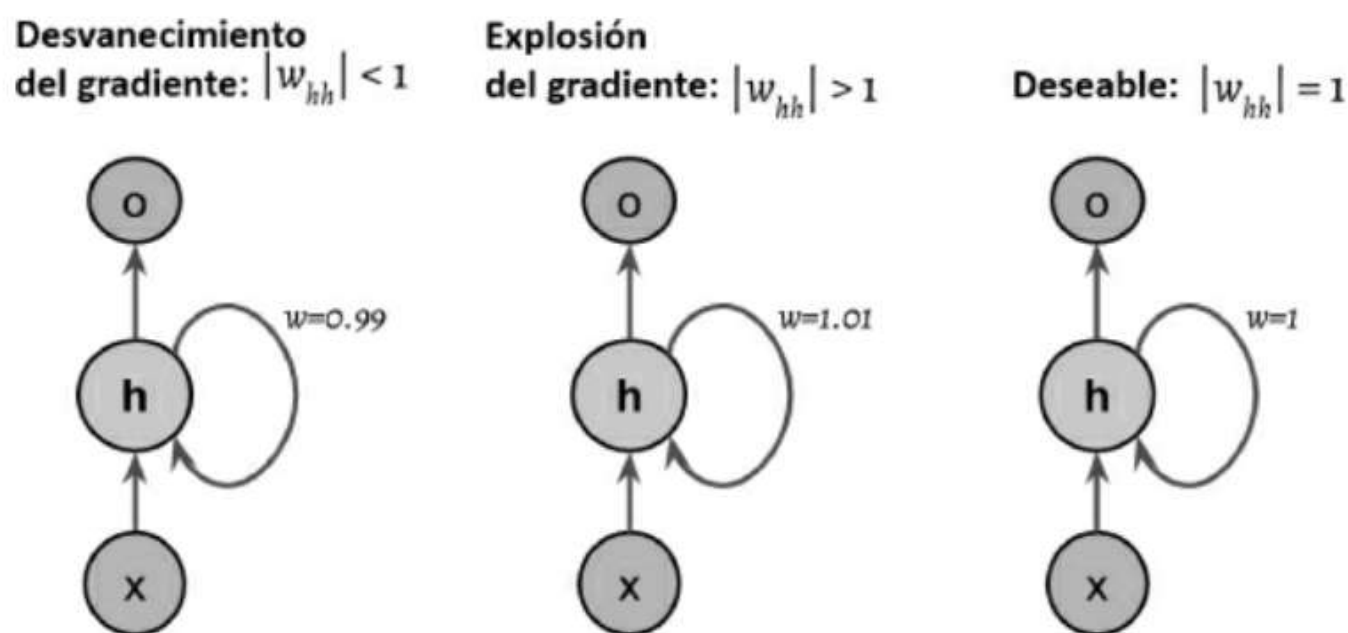 Desvanecimiento
del gradiente: |w_hh| < 1
Explosión
del gradiente: |w_hh| > 1
Deseable: |w_hh| = 1
o
h
w=0.99
x
o
h
w=1.01
x
o
h
w=1
x